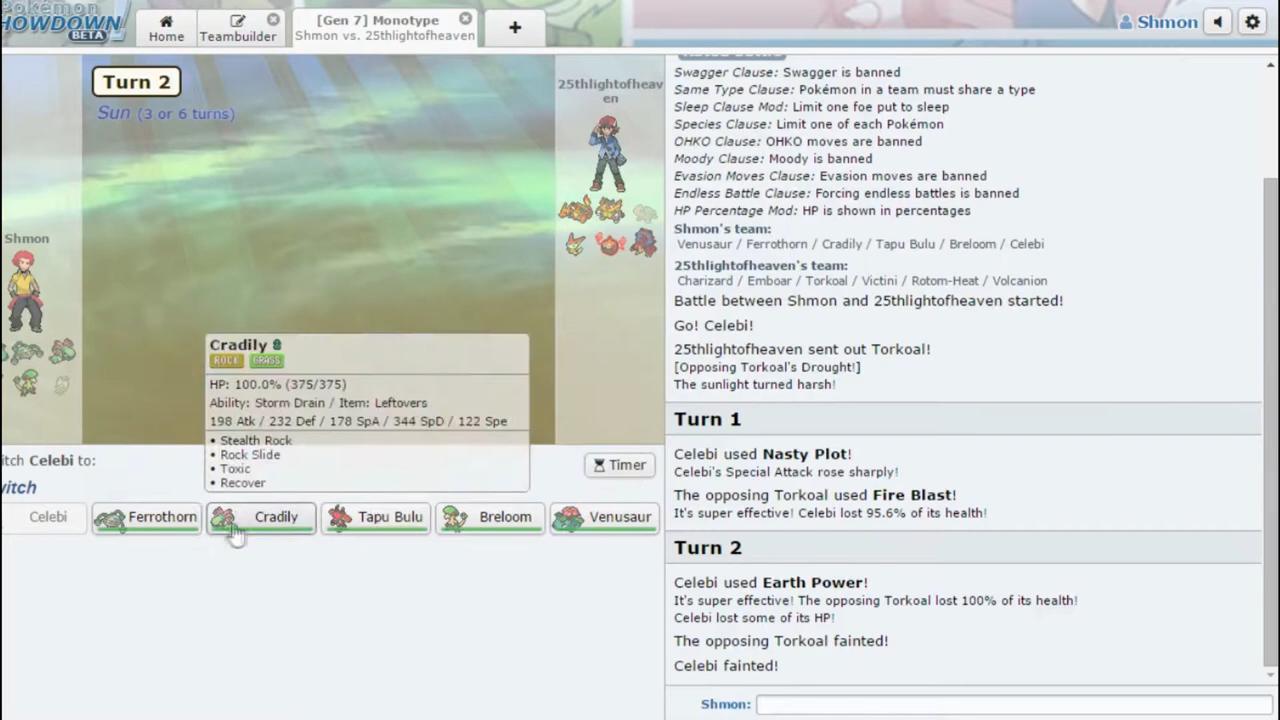 Pokémon
HOWDOWN!
BETA
Home
Teambuilder
[Gen 7] Monotype
Shmon vs. 25thlightofheaven
+
Shmon
Turn 2
Sun (3 or 6 turns)
25thlightofheav
en
Shmon
Cradily
ROCK GRASS
HP: 100.0% (375/375)
Ability: Storm Drain / Item: Leftovers
198 Atk / 232 Def / 178 SpA / 344 SpD / 122 Spe
• Stealth Rock
• Rock Slide
• Toxic
• Recover
itch Celebi to:
Timer
witch
Celebi
Ferrothorn
Cradily
Tapu Bulu
Breloom
Venusaur
Swagger Clause: Swagger is banned
Same Type Clause: Pokémon in a team must share a type
Sleep Clause Mod: Limit one foe put to sleep
Species Clause: Limit one of each Pokémon
OHKO Clause: OHKO moves are banned
Moody Clause: Moody is banned
Evasion Moves Clause: Evasion moves are banned
Endless Battle Clause: Forcing endless battles is banned
HP Percentage Mod: HP is shown in percentages
Shmon's team:
Venusaur / Ferrothorn / Cradily / Tapu Bulu / Breloom / Celebi
25thlightofheaven's team:
Charizard / Emboar / Torkoal / Victini / Rotom-Heat / Volcanion
Battle between Shmon and 25thlightofheaven started!
Go! Celebi!
25thlightofheaven sent out Torkoal!
[Opposing Torkoal's Drought!]
The sunlight turned harsh!
Turn 1
Celebi used Nasty Plot!
Celebi's Special Attack rose sharply!
The opposing Torkoal used Fire Blast!
It's super effective! Celebi lost 95.6% of its health!
Turn 2
Celebi used Earth Power!
It's super effective! The opposing Torkoal lost 100% of its health!
Celebi lost some of its HP!
The opposing Torkoal fainted!
Celebi fainted!
Shmon: